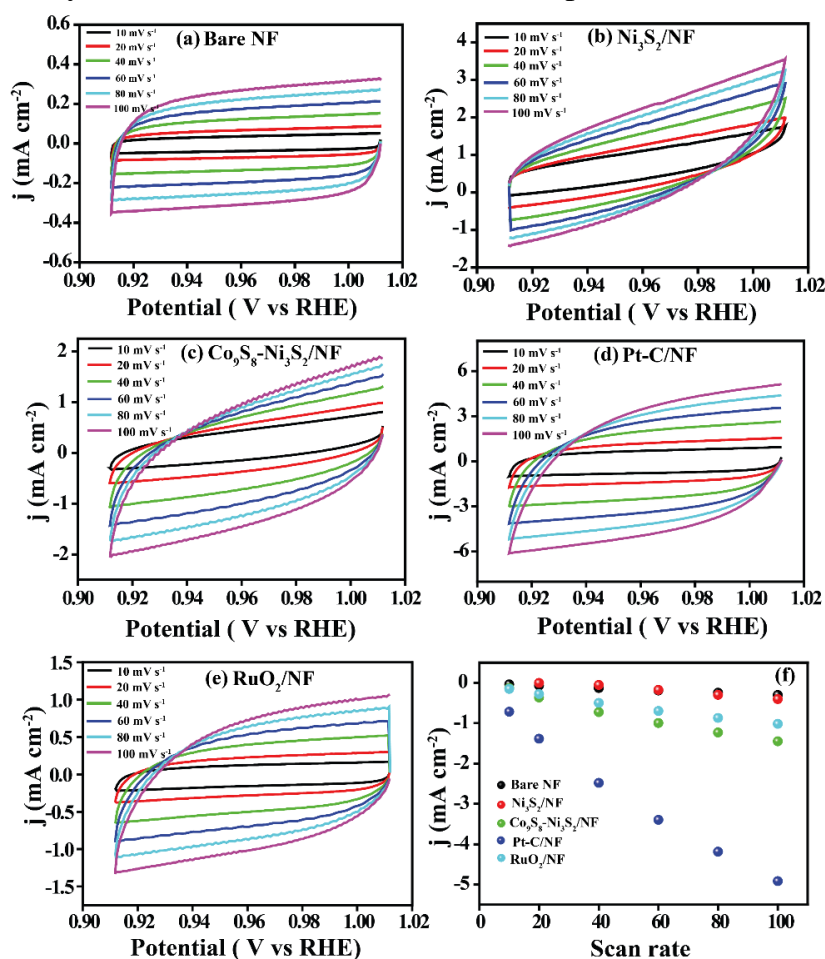 (a) Bare NF
10 mV s⁻¹
20 mV s⁻¹
40 mV s⁻¹
60 mV s⁻¹
80 mV s⁻¹
100 mV s⁻¹
j (mA cm⁻²)
0.6
0.4
0.2
0.0
-0.2
-0.4
-0.6
0.90 0.92 0.94 0.96 0.98 1.00 1.02
Potential ( V vs RHE)
(b) Ni₃S₂/NF
10 mV s⁻¹
20 mV s⁻¹
40 mV s⁻¹
60 mV s⁻¹
80 mV s⁻¹
100 mV s⁻¹
j (mA cm⁻²)
4
3
2
1
0
-1
-2
0.90 0.92 0.94 0.96 0.98 1.00 1.02
Potential ( V vs RHE)
(c) Co₉S₈-Ni₃S₂/NF
10 mV s⁻¹
20 mV s⁻¹
40 mV s⁻¹
60 mV s⁻¹
80 mV s⁻¹
100 mV s⁻¹
j (mA cm⁻²)
2
1
0
-1
-2
0.90 0.92 0.94 0.96 0.98 1.00 1.02
Potential ( V vs RHE)
(d) Pt-C/NF
10 mV s⁻¹
20 mV s⁻¹
40 mV s⁻¹
60 mV s⁻¹
80 mV s⁻¹
100 mV s⁻¹
j (mA cm⁻²)
6
3
0
-3
-6
0.90 0.92 0.94 0.96 0.98 1.00 1.02
Potential ( V vs RHE)
(e) RuO₂/NF
10 mV s⁻¹
20 mV s⁻¹
40 mV s⁻¹
60 mV s⁻¹
80 mV s⁻¹
100 mV s⁻¹
j (mA cm⁻²)
1.5
1.0
0.5
0.0
-0.5
-1.0
-1.5
0.90 0.92 0.94 0.96 0.98 1.00 1.02
Potential ( V vs RHE)
(f)
Bare NF
Ni₃S₂/NF
Co₉S₈-Ni₃S₂/NF
Pt-C/NF
RuO₂/NF
j (mA cm⁻²)
0
-1
-2
-3
-4
-5
0 20 40 60 80 100
Scan rate